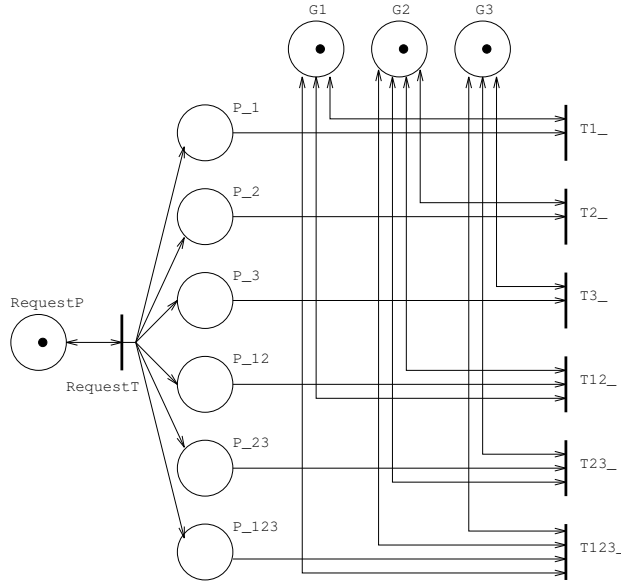 G1 G2 G3
P_1
T1_
P_2
T2_
P_3
RequestP
T3_
P_12
RequestT
T12_
P_23
T23_
P_123
T123_